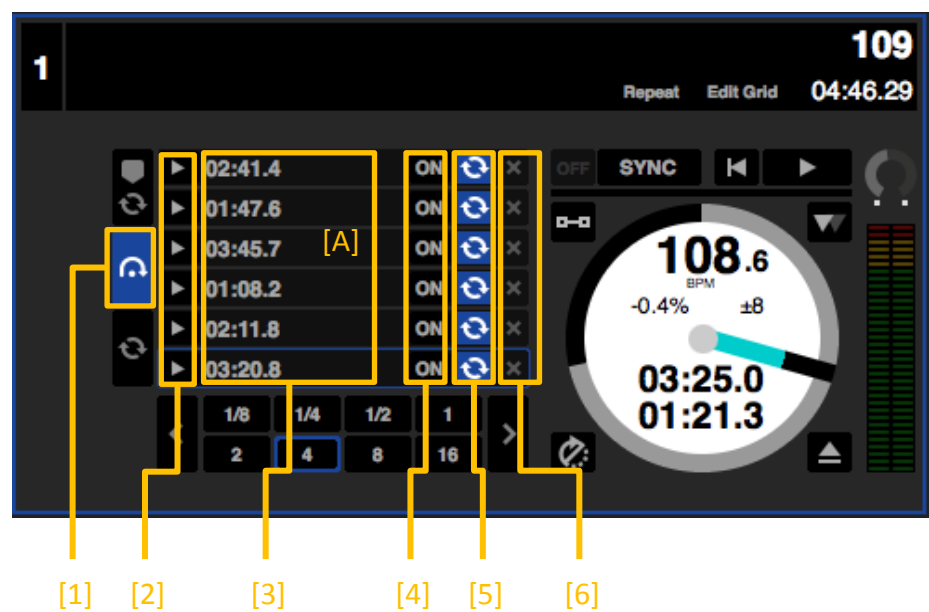 1
109
Repeat Edit Grid 04:46.29
02:41.4 ON
01:47.6 ON
03:45.7 ON
01:08.2 ON
02:11.8 ON
03:20.8 ON
[A]
1/8 1/4 1/2 1
2 4 8 16
OFF SYNC
108.6
BPM
-0.4% ±8
03:25.0
01:21.3
[1] [2] [3] [4] [5] [6]